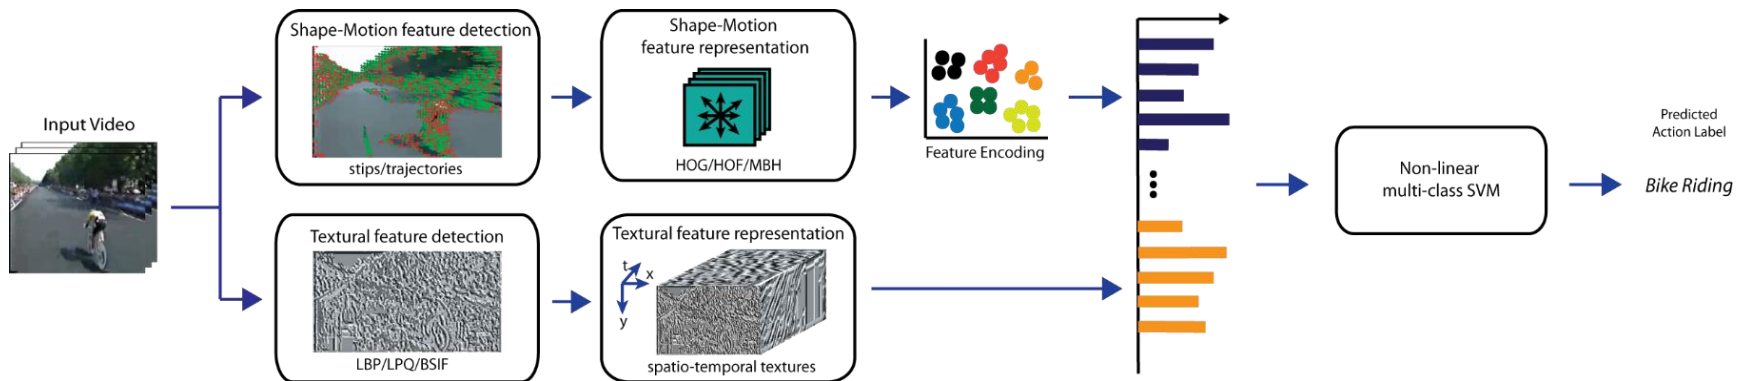 Input Video
Shape-Motion feature detection
stips/trajectories
Shape-Motion
feature representation
HOG/HOF/MBH
Feature Encoding
Textural feature detection
LBP/LPQ/BSIF
Textural feature representation
t
x
y
spatio-temporal textures
Non-linear
multi-class SVM
Predicted
Action Label
Bike Riding